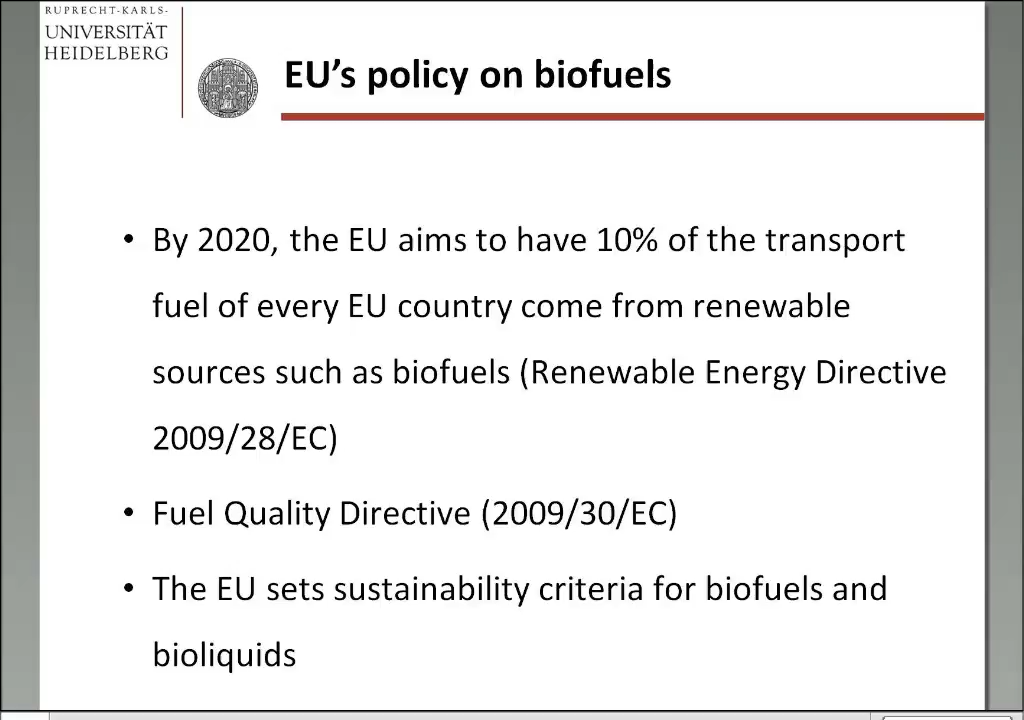 RUPRECHT-KARLS-
UNIVERSITÄT
HEIDELBERG
EU’s policy on biofuels
• By 2020, the EU aims to have 10% of the transport
fuel of every EU country come from renewable
sources such as biofuels (Renewable Energy Directive
2009/28/EC)
• Fuel Quality Directive (2009/30/EC)
• The EU sets sustainability criteria for biofuels and
bioliquids